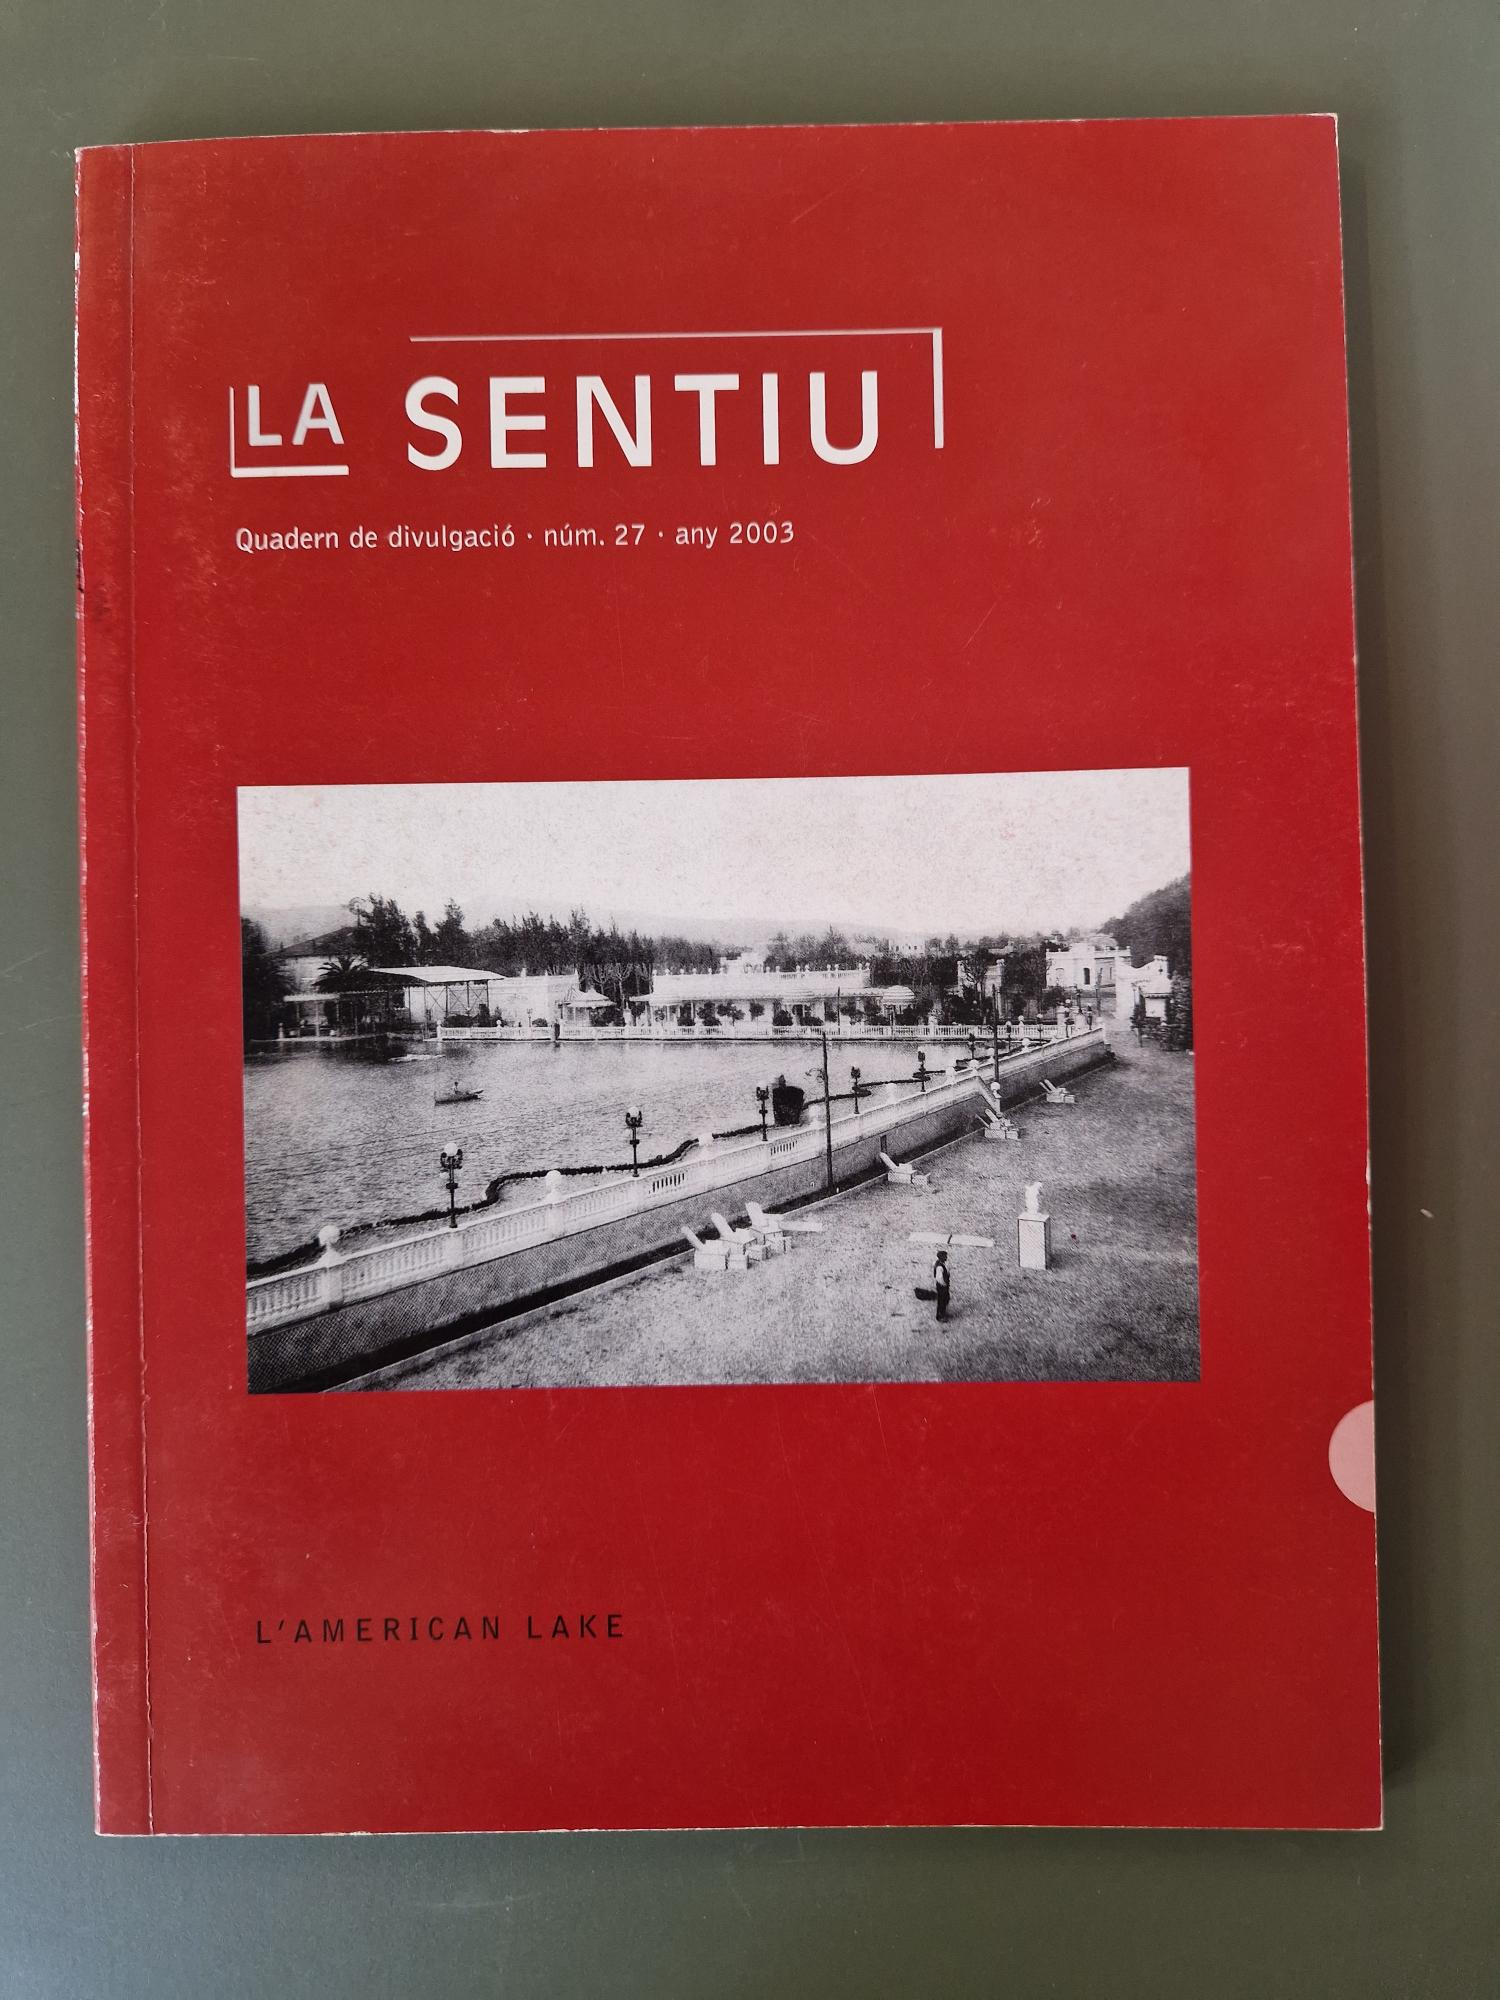 LA SENTIU
Quadern de divulgació · núm. 27 · any 2003
L'AMERICAN LAKE